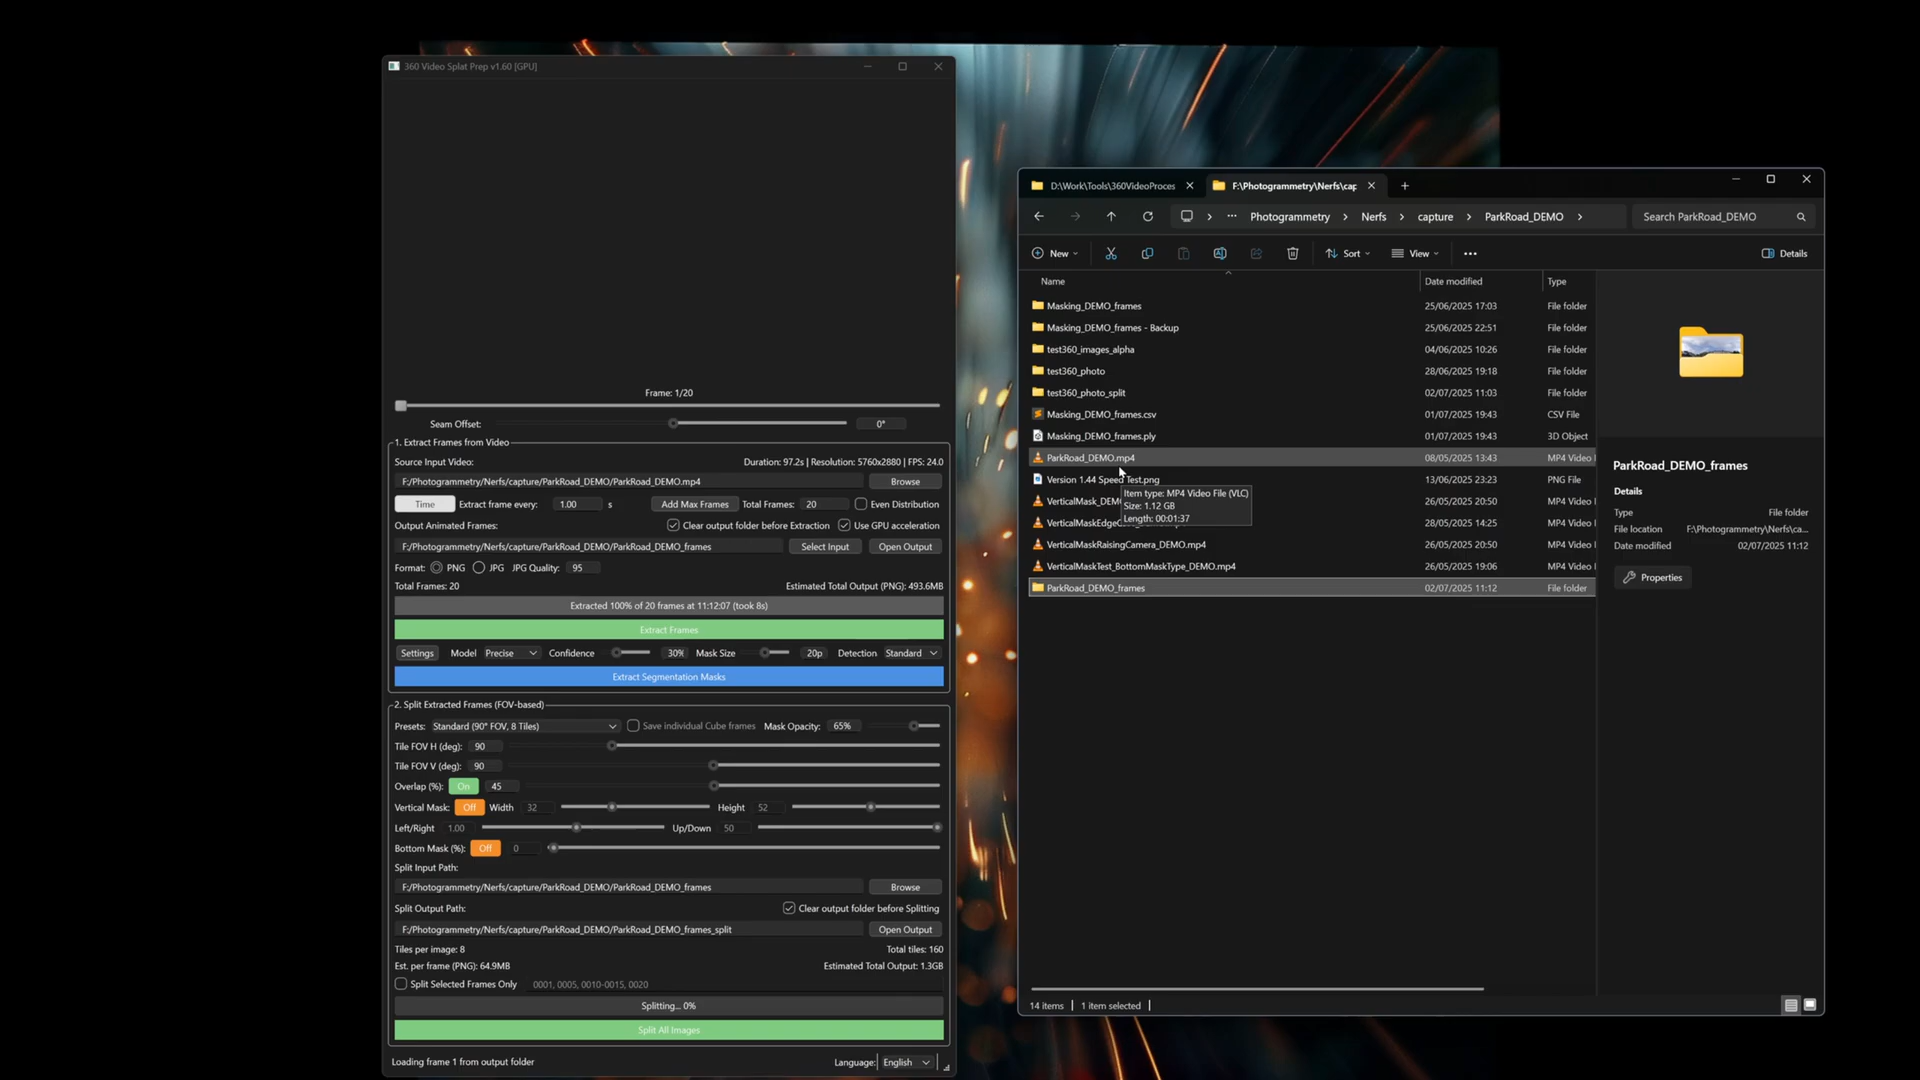 360 Video Splat Prep v1.60 [GPU]
Frame: 1/20
Seam Offset: 0°
1. Extract Frames from Video
Source Input Video: Duration: 97.2s | Resolution: 5760x2880 | FPS: 24.0
F:/Photogrammetry/Nerfs/capture/ParkRoad_DEMO/ParkRoad_DEMO.mp4 Browse
Time Extract frame every: 1.00 s Add Max Frames Total Frames: 20 Even Distribution
Output Animated Frames: Clear output folder before Extraction Use GPU acceleration
F:/Photogrammetry/Nerfs/capture/ParkRoad_DEMO/ParkRoad_DEMO_frames Select Input Open Output
Format: PNG JPG JPG Quality: 95
Total Frames: 20 Estimated Total Output (PNG): 493.6MB
Extracted 100% of 20 frames at 11:12:07 (took 8s)
Extract Frames
Settings Model Precise Confidence 30% Mask Size 20p Detection Standard
Extract Segmentation Masks
2. Split Extracted Frames (FOV-based)
Presets: Standard (90° FOV, 8 Tiles) Save individual Cube frames Mask Opacity: 65%
Tile FOV H (deg): 90
Tile FOV V (deg): 90
Overlap (%): On 45
Vertical Mask: Off Width 32 Height 52
Left/Right 1.00 Up/Down 50
Bottom Mask (%): Off 0
Split Input Path:
F:/Photogrammetry/Nerfs/capture/ParkRoad_DEMO/ParkRoad_DEMO_frames Browse
Split Output Path: Clear output folder before Splitting
F:/Photogrammetry/Nerfs/capture/ParkRoad_DEMO/ParkRoad_DEMO_frames_split Open Output
Tiles per image: 8 Total tiles: 160
Est. per frame (PNG): 64.9MB Estimated Total Output: 1.3GB
Split Selected Frames Only 0001, 0005, 0010-0015, 0020
Splitting... 0%
Split All Images
Loading frame 1 from output folder Language: English
D:\Work\Tools\360VideoProces F:\Photogrammetry\Nerfs\cap
Photogrammetry Nerfs capture ParkRoad_DEMO Search ParkRoad_DEMO
New Sort View Details
Name Date modified Type
Masking_DEMO_frames 25/06/2025 17:03 File folder
Masking_DEMO_frames - Backup 25/06/2025 22:51 File folder
test360_images_alpha 04/06/2025 10:26 File folder
test360_photo 28/06/2025 19:18 File folder
test360_photo_split 02/07/2025 11:03 File folder
Masking_DEMO_frames.csv 01/07/2025 19:43 CSV File
Masking_DEMO_frames.ply 01/07/2025 19:43 3D Object
ParkRoad_DEMO.mp4 08/05/2025 13:43 MP4 Video
Version 1.44 Speed Test.png 13/06/2025 23:23 PNG File
VerticalMask_DEM 26/05/2025 20:50 MP4 Video
VerticalMaskEdge 28/05/2025 14:25 MP4 Video
VerticalMaskRaisingCamera_DEMO.mp4 26/05/2025 20:50 MP4 Video
VerticalMaskTest_BottomMaskType_DEMO.mp4 26/05/2025 19:06 MP4 Video
ParkRoad_DEMO_frames 02/07/2025 11:12 File folder
Item type: MP4 Video File (VLC)
Size: 1.12 GB
Length: 00:01:37
ParkRoad_DEMO_frames
Details
Type File folder
File location F:\Photogrammetry\Nerfs\ca...
Date modified 02/07/2025 11:12
Properties
14 items 1 item selected